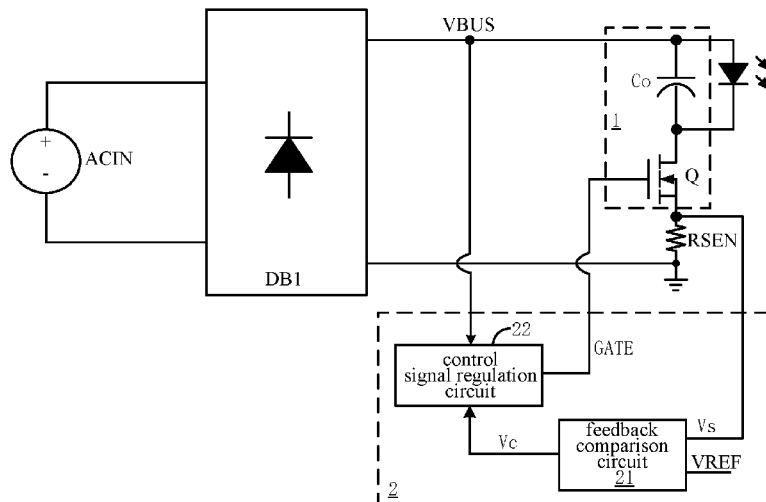 VBUS
Co
1
+
ACIN
-
Q
RSEN
DB1
22
control
signal regulation
circuit
GATE
Vc
feedback
comparison
circuit
21
Vs
VREF
2